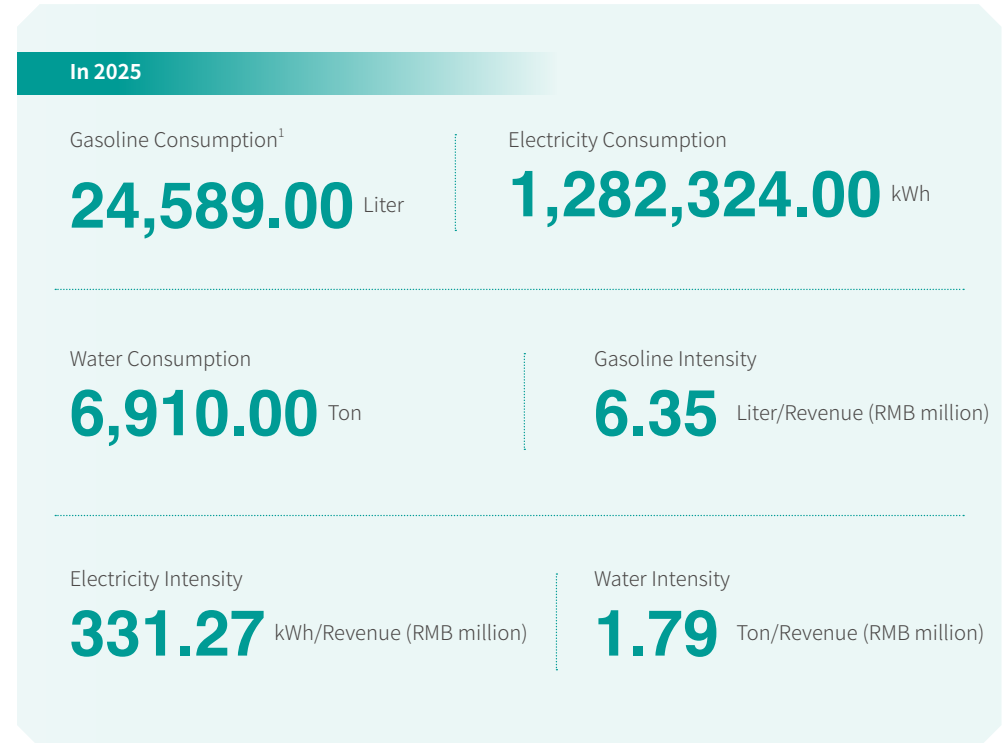 In 2025
Gasoline Consumption1
24,589.00 Liter
Electricity Consumption
1,282,324.00 kWh
Water Consumption
6,910.00 Ton
Gasoline Intensity
6.35 Liter/Revenue (RMB million)
Electricity Intensity
331.27 kWh/Revenue (RMB million)
Water Intensity
1.79 Ton/Revenue (RMB million)